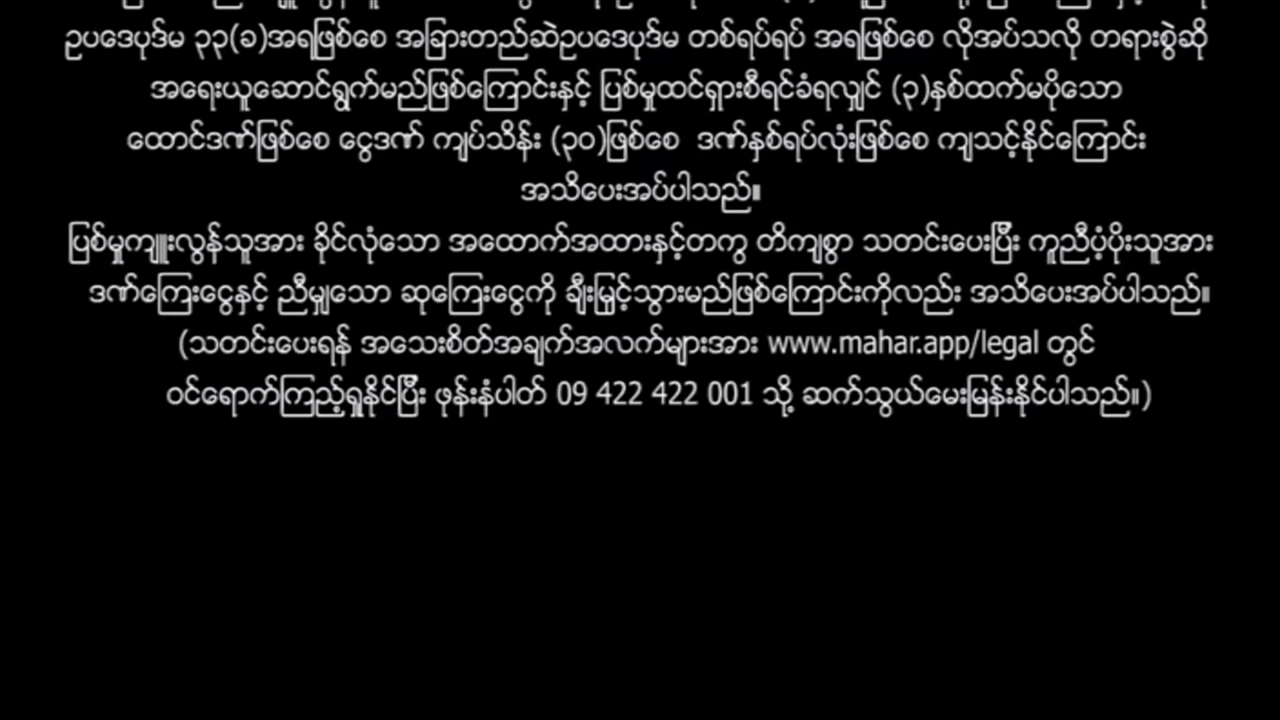 ဥပဒေပုဒ်မ ၃၃(ခ)အရဖြစ်စေ အခြားတည်ဆဲဥပဒေပုဒ်မ တစ်ရပ်ရပ် အရဖြစ်စေ လိုအပ်သလို တရားစွဲဆို
အရေးယူဆောင်ရွက်မည်ဖြစ်ကြောင်းနှင့် ပြစ်မှုထင်ရှားစီရင်ခံရလျှင် (၃)နှစ်ထက်မပိုသော
ထောင်ဒဏ်ဖြစ်စေ ငွေဒဏ် ကျပ်သိန်း (၃၀)ဖြစ်စေ ဒဏ်နှစ်ရပ်လုံးဖြစ်စေ ကျသင့်နိုင်ကြောင်း
အသိပေးအပ်ပါသည်။
ပြစ်မှုကျူးလွန်သူအား ခိုင်လုံသော အထောက်အထားနှင့်တကွ တိကျစွာ သတင်းပေးပြီး ကူညီပံ့ပိုးသူအား
ဒဏ်ကြေးငွေနှင့် ညီမျှသော ဆုကြေးငွေကို ချီးမြှင့်သွားမည်ဖြစ်ကြောင်းကိုလည်း အသိပေးအပ်ပါသည်။
(သတင်းပေးရန် အသေးစိတ်အချက်အလက်များအား www.mahar.app/legal တွင်
ဝင်ရောက်ကြည့်ရှုနိုင်ပြီး ဖုန်းနံပါတ် 09 422 422 001 သို့ ဆက်သွယ်မေးမြန်းနိုင်ပါသည်။)